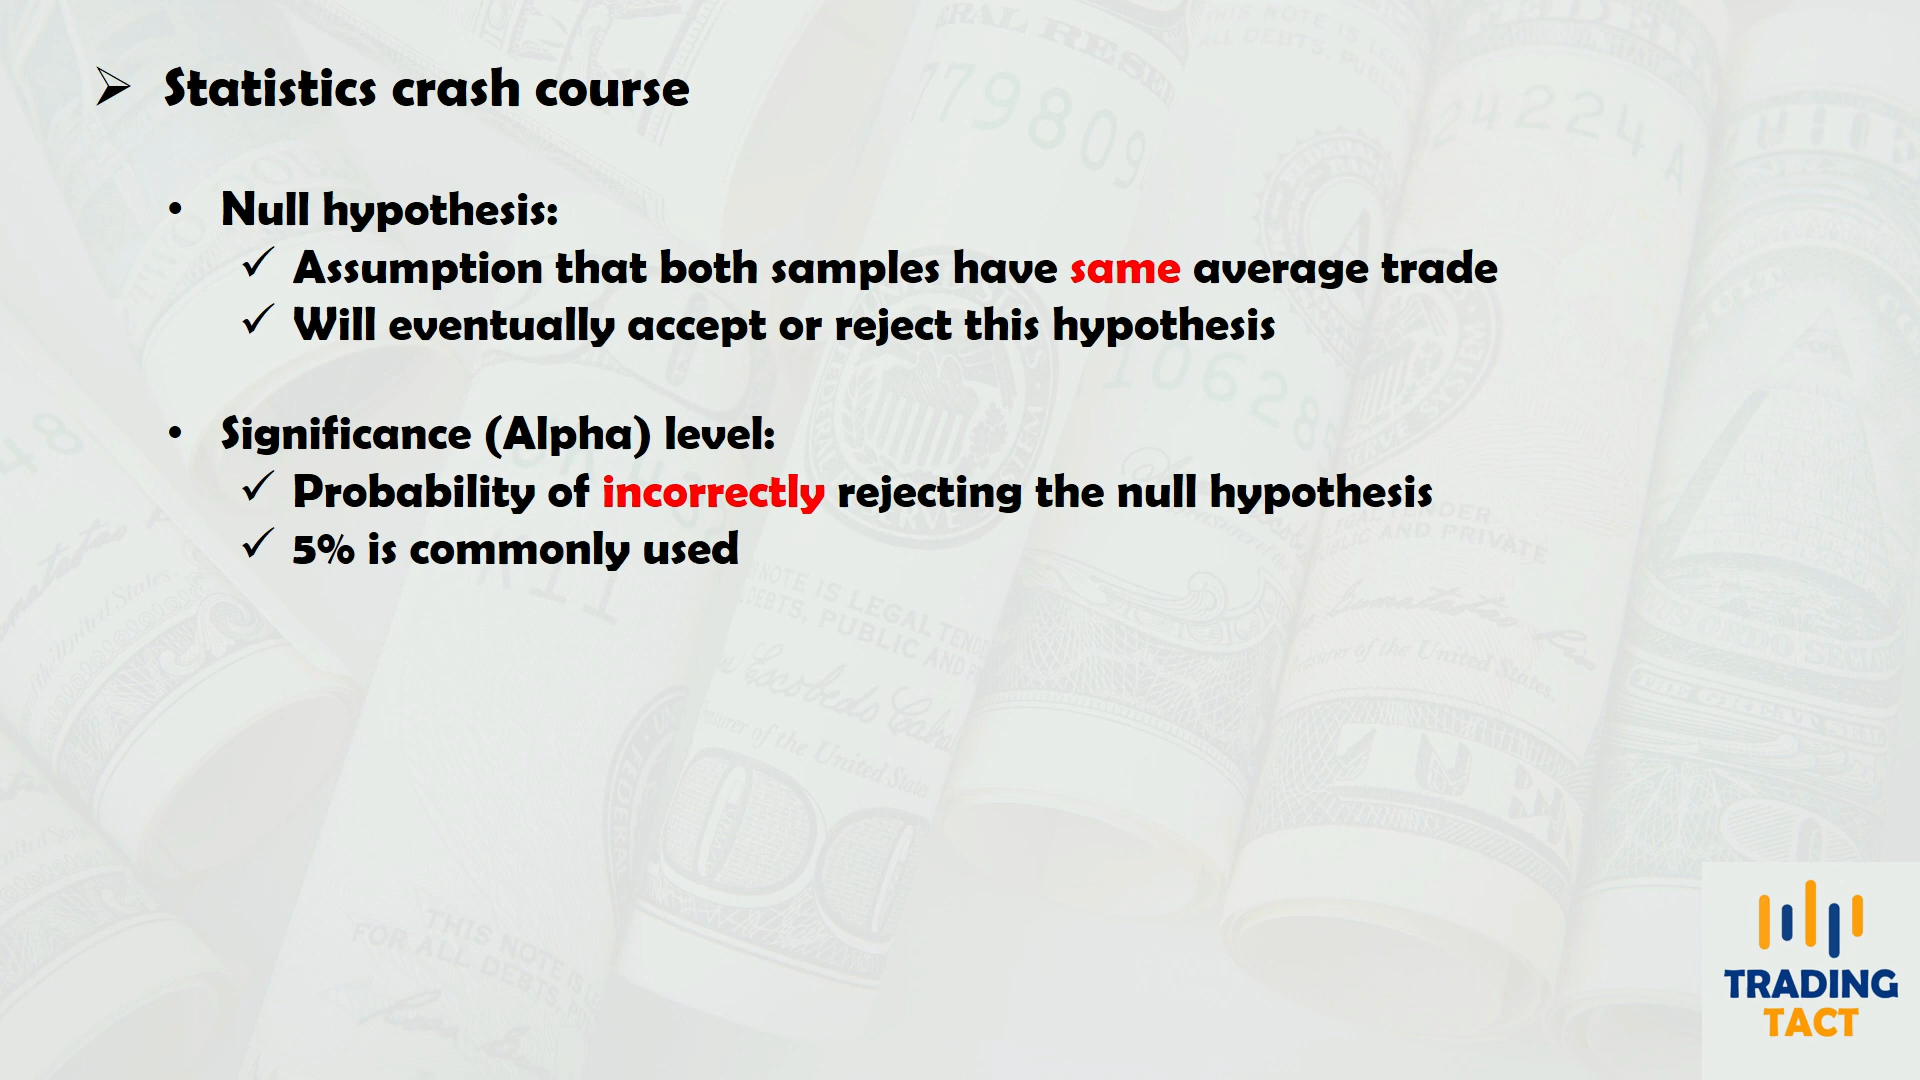 Statistics crash course
Null hypothesis:
Assumption that both samples have same average trade
Will eventually accept or reject this hypothesis
Significance (Alpha) level:
Probability of incorrectly rejecting the null hypothesis
5% is commonly used
TRADING
TACT